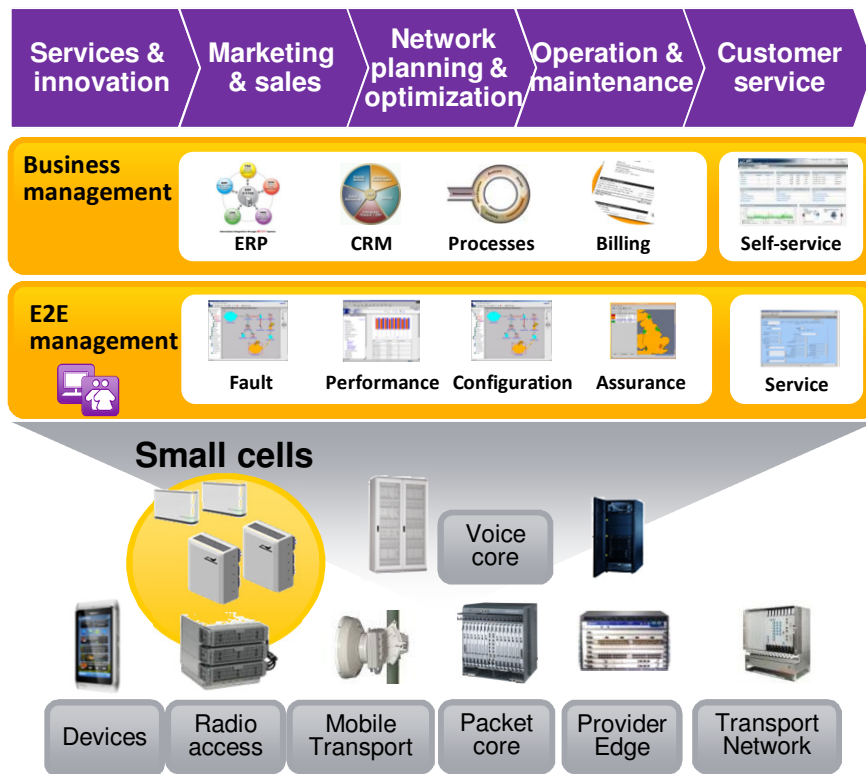 Services &
innovation
Marketing
& sales
Network
planning &
optimization
Operation &
maintenance
Customer
service
Business
management
ERP
CRM
Processes
Billing
Self-service
E2E
management
Fault
Performance
Configuration
Assurance
Service
Small cells
Voice
core
Devices
Radio
access
Mobile
Transport
Packet
core
Provider
Edge
Transport
Network